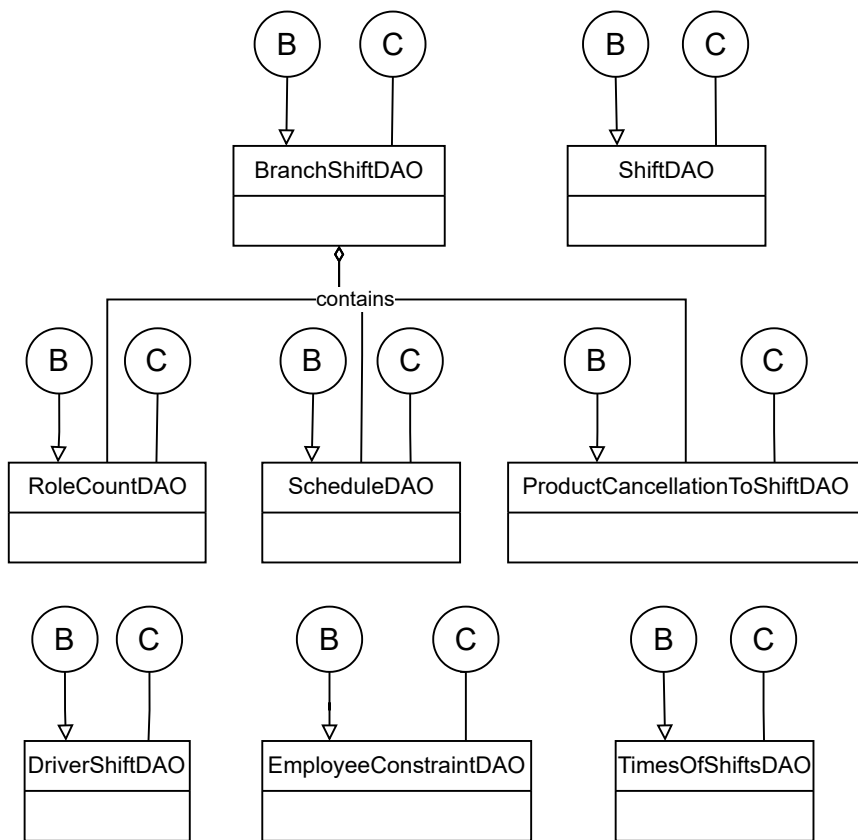 B C B C
BranchShiftDAO ShiftDAO
contains
B C B C B C
RoleCountDAO ScheduleDAO ProductCancellationToShiftDAO
B C B C B C
DriverShiftDAO EmployeeConstraintDAO TimesOfShiftsDAO